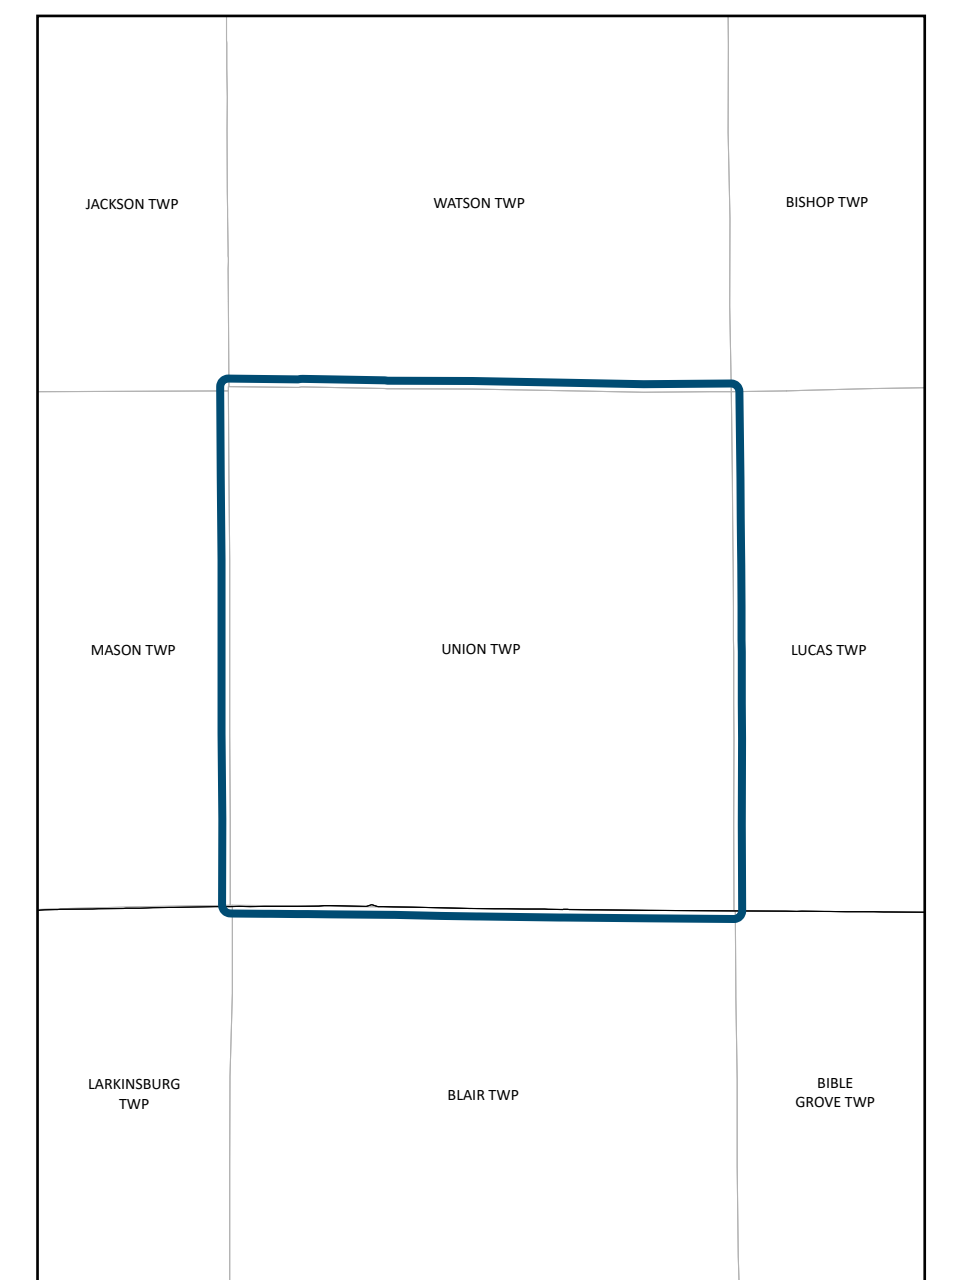 JACKSON TWP
WATSON TWP
BISHOP TWP
MASON TWP
UNION TWP
LUCAS TWP
LARKINSBURG
TWP
BLAIR TWP
BIBLE
GROVE TWP